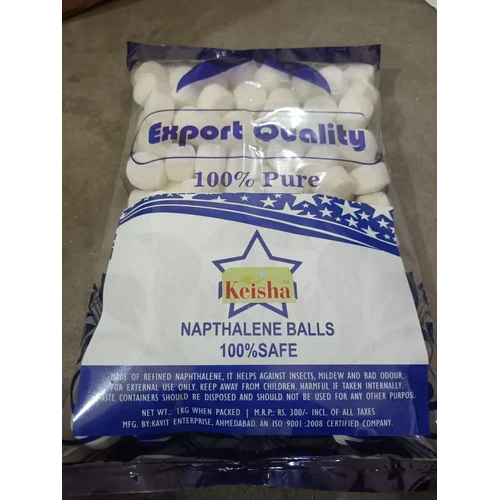 Export Quality
100% Pure
Keisha
NAPTHALENE BALLS
100%SAFE
MADE OF REFINED NAPHTHALENE, IT HELPS AGAINST INSECTS, MILDEW AND BAD ODOUR.
FOR EXTERNAL USE ONLY. KEEP AWAY FROM CHILDREN. HARMFUL IF TAKEN INTERNALLY.
WASTE CONTAINERS SHOULD BE DISPOSED AND SHOULD NOT BE USED FOR ANY OTHER PURPOS
NET WT.: 1KG WHEN PACKED | M.R.P.: RS. 300/- INCL. OF ALL TAXES
MFG. BY:KAVIT ENTERPRISE, AHMEDABAD. AN ISO 9001:2008 CERTIFIED COMPANY.